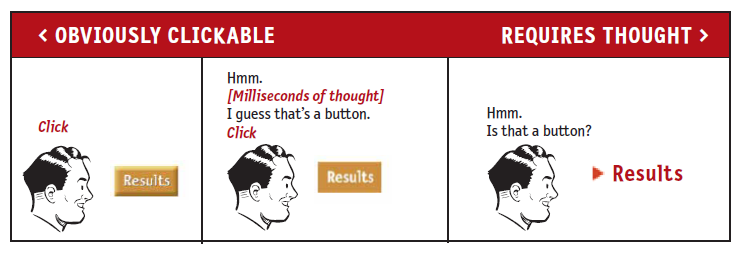 < OBVIOUSLY CLICKABLE
REQUIRES THOUGHT >
Click
Results
Hmm.
[Milliseconds of thought]
I guess that's a button.
Click
Results
Hmm.
Is that a button?
Results